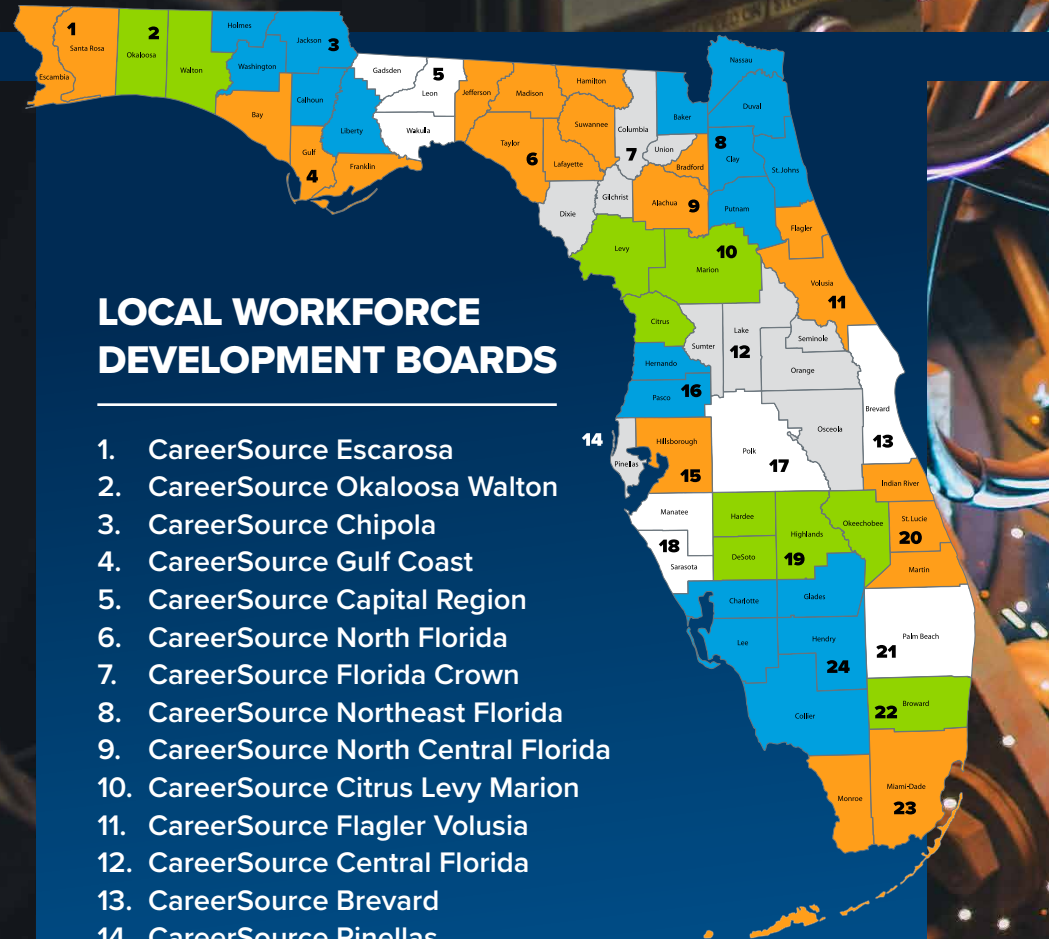 1
Santa Rosa
Escambia
2
Okaloosa
Walton
Holmes
Jackson 3
Washington
Calhoun
Bay
Liberty
Gulf
4
Franklin
Gadsden
5
Leon
Wakulla
Jefferson
Madison
Hamilton
Suwannee
Taylor
6
Lafayette
Columbia
7
Union
Gilchrist
Dixie
Baker
Bradford
Alachua 9
Nassau
Duval
8
Clay
St.Johns
Putnam
Flagler
Volusia
11
Levy
10
Marion
Citrus
Sumter
Lake
12
Seminole
Orange
Osceola
Hernando
Pasco 16
14
Pinellas
Hillsborough
15
Polk
17
Brevard
13
Indian River
Manatee
18
Sarasota
Hardee
DeSoto
Highlands
19
Okeechobee
St. Lucie
20
Martin
Charlotte
Glades
Lee
Hendry
24
Collier
Palm Beach
21
22 Broward
Monroe
Miami-Dade
23
LOCAL WORKFORCE
DEVELOPMENT BOARDS
1. CareerSource Escarosa
2. CareerSource Okaloosa Walton
3. CareerSource Chipola
4. CareerSource Gulf Coast
5. CareerSource Capital Region
6. CareerSource North Florida
7. CareerSource Florida Crown
8. CareerSource Northeast Florida
9. CareerSource North Central Florida
10. CareerSource Citrus Levy Marion
11. CareerSource Flagler Volusia
12. CareerSource Central Florida
13. CareerSource Brevard
14. CareerSource Pinellas